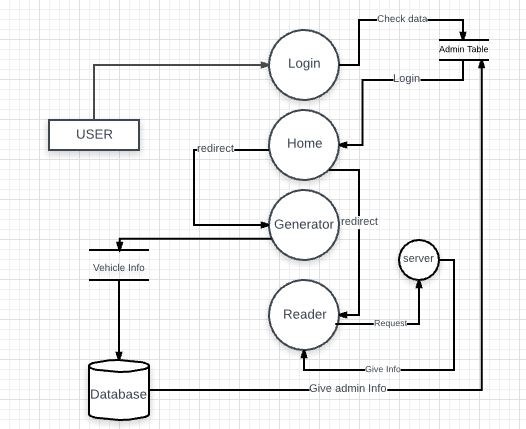 Check data
Admin Table
Login
Login
USER
Home
redirect
Generator
redirect
Vehicle Info
server
Reader
Request
Give Info
Database
Give admin Info